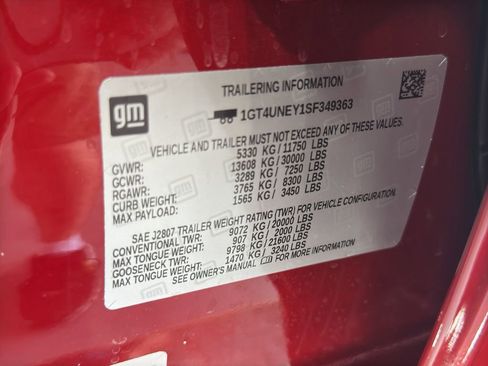 gm
TRAILERING INFORMATION
1GT4UNEY1SF349363
VEHICLE AND TRAILER MUST NOT EXCEED ANY OF THESE VALUES.
GVWR: 5330 KG / 11750 LBS
GCWR: 13608 KG / 30000 LBS
RGAWR: 3289 KG / 7250 LBS
CURB WEIGHT: 3765 KG / 8300 LBS
MAX PAYLOAD: 1565 KG / 3450 LBS
SAE J2807 TRAILER WEIGHT RATING (TWR) FOR VEHICLE CONFIGURATION.
CONVENTIONAL TWR: 9072 KG / 20000 LBS
MAX TONGUE WEIGHT: 907 KG / 2000 LBS
GOOSENECK TWR: 9798 KG / 21600 LBS
MAX TONGUE WEIGHT: 1470 KG / 3240 LBS
SEE OWNER'S MANUAL FOR MORE INFORMATION